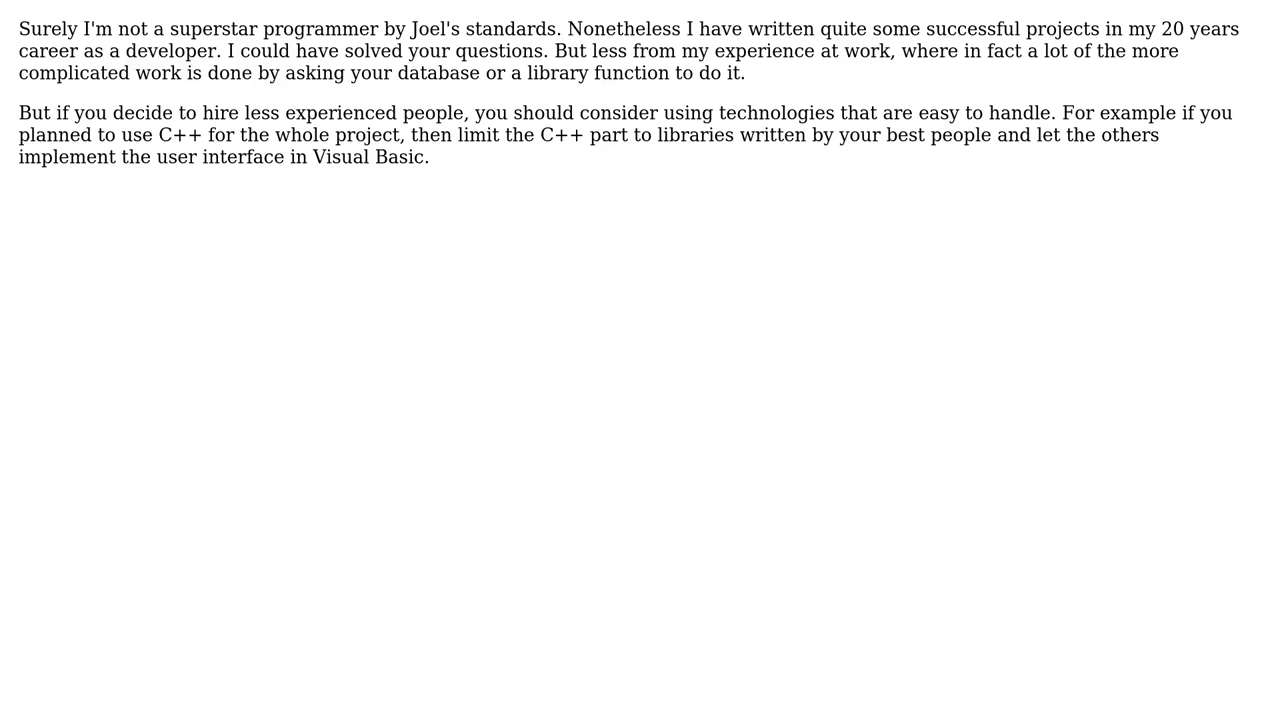 Surely I'm not a superstar programmer by Joel's standards. Nonetheless I have written quite some successful projects in my 20 years
career as a developer. I could have solved your questions. But less from my experience at work, where in fact a lot of the more
complicated work is done by asking your database or a library function to do it.
But if you decide to hire less experienced people, you should consider using technologies that are easy to handle. For example if you
planned to use C++ for the whole project, then limit the C++ part to libraries written by your best people and let the others
implement the user interface in Visual Basic.